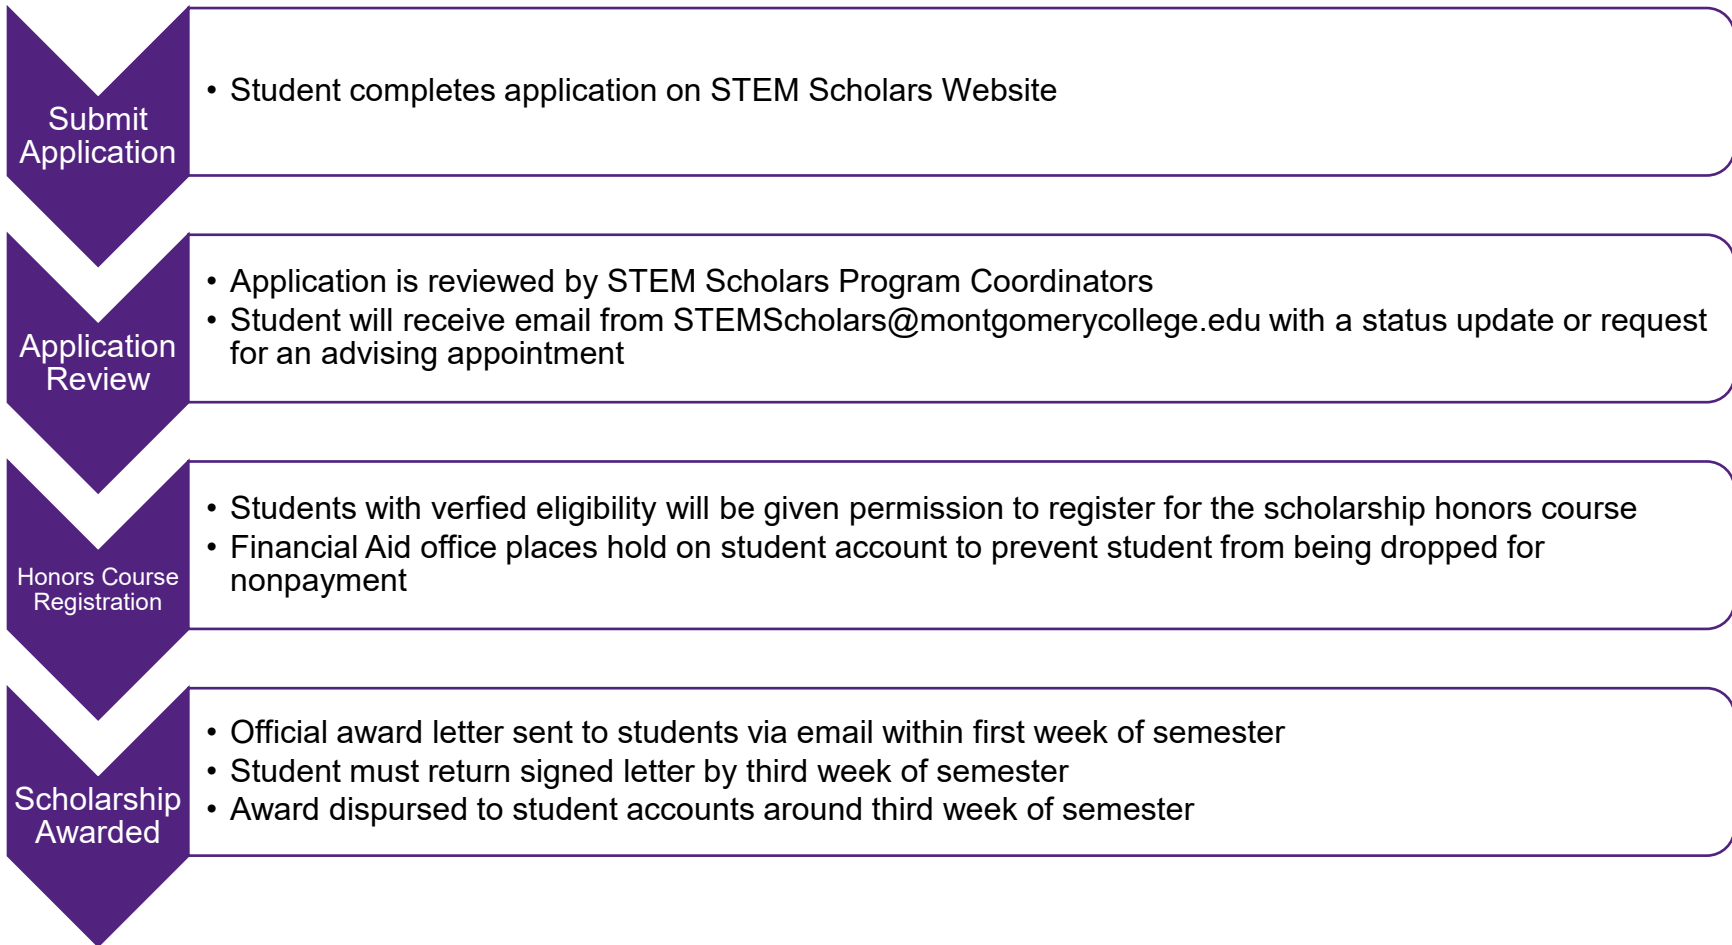 Submit
Application
• Student completes application on STEM Scholars Website
Application
Review
• Application is reviewed by STEM Scholars Program Coordinators
• Student will receive email from STEMScholars@montgomerycollege.edu with a status update or request
for an advising appointment
Honors Course
Registration
• Students with verfied eligibility will be given permission to register for the scholarship honors course
• Financial Aid office places hold on student account to prevent student from being dropped for
nonpayment
Scholarship
Awarded
• Official award letter sent to students via email within first week of semester
• Student must return signed letter by third week of semester
• Award dispursed to student accounts around third week of semester